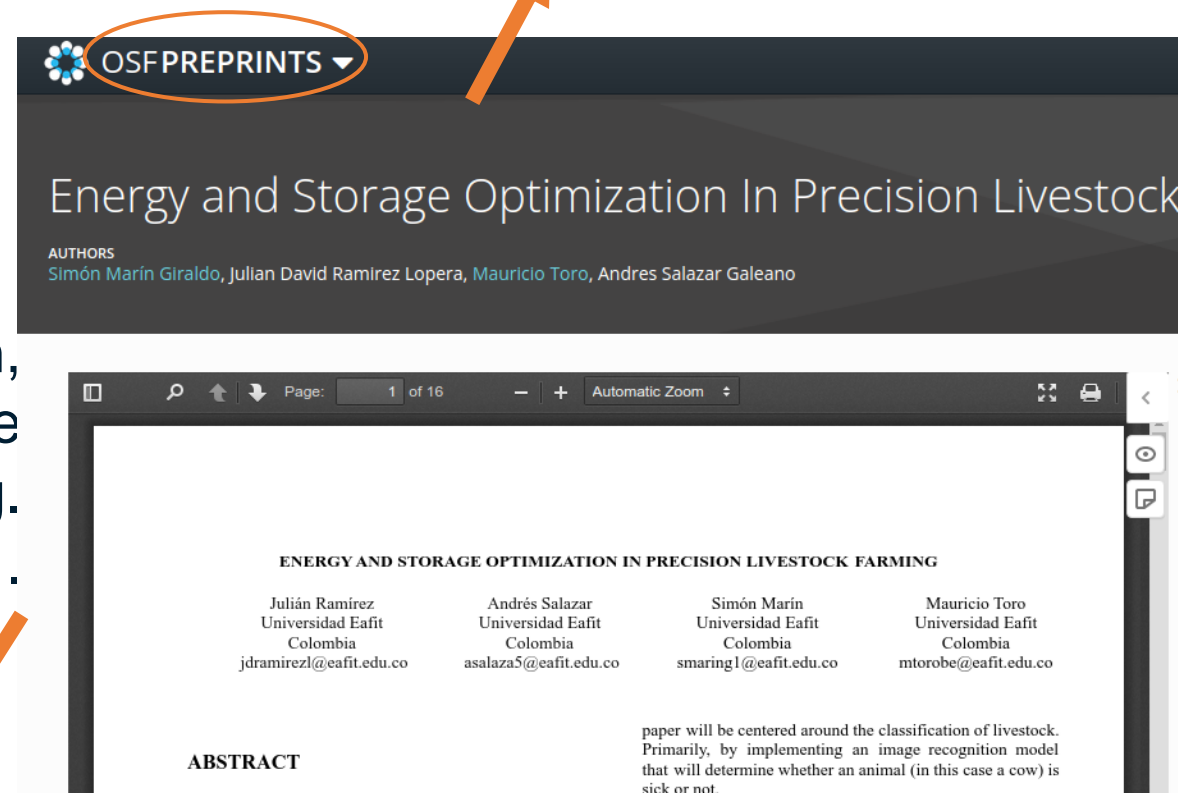 OSFPREPRINTS
Energy and Storage Optimization In Precision Livestock
AUTHORS
Simón Marín Giraldo, Julian David Ramirez Lopera, Mauricio Toro, Andres Salazar Galeano
Page: 1 of 16 Automatic Zoom
ENERGY AND STORAGE OPTIMIZATION IN PRECISION LIVESTOCK FARMING
Julián Ramírez
Universidad Eafit
Colombia
jdramirezl@eafit.edu.co
Andrés Salazar
Universidad Eafit
Colombia
asalaza5@eafit.edu.co
Simón Marín
Universidad Eafit
Colombia
smaring1@eafit.edu.co
Mauricio Toro
Universidad Eafit
Colombia
mtorobe@eafit.edu.co
ABSTRACT
paper will be centered around the classification of livestock.
Primarily, by implementing an image recognition model
that will determine whether an animal (in this case a cow) is
sick or not.